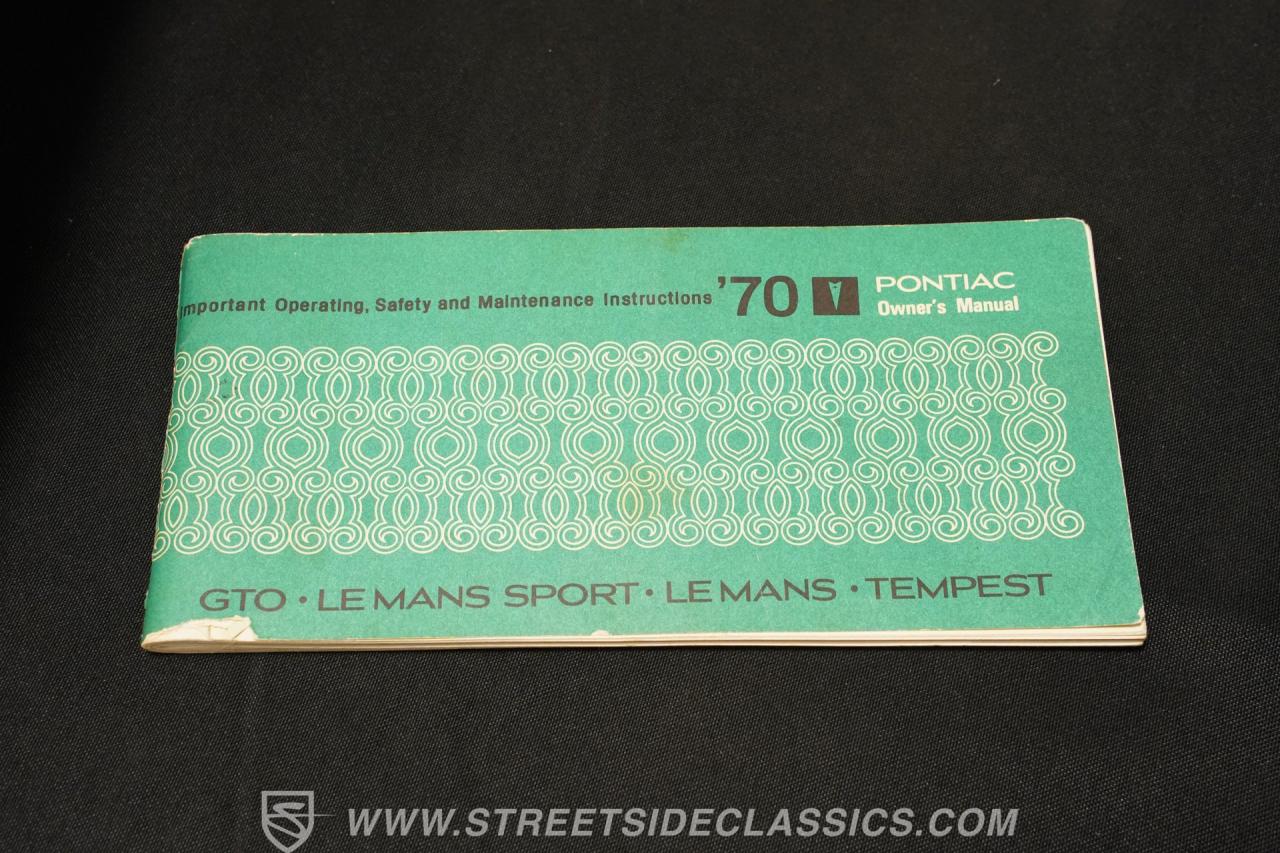 Important Operating, Safety and Maintenance Instructions '70 PONTIAC
Owner's Manual
GTO · LE MANS SPORT · LE MANS · TEMPEST
WWW.STREETSIDECLASSICS.COM